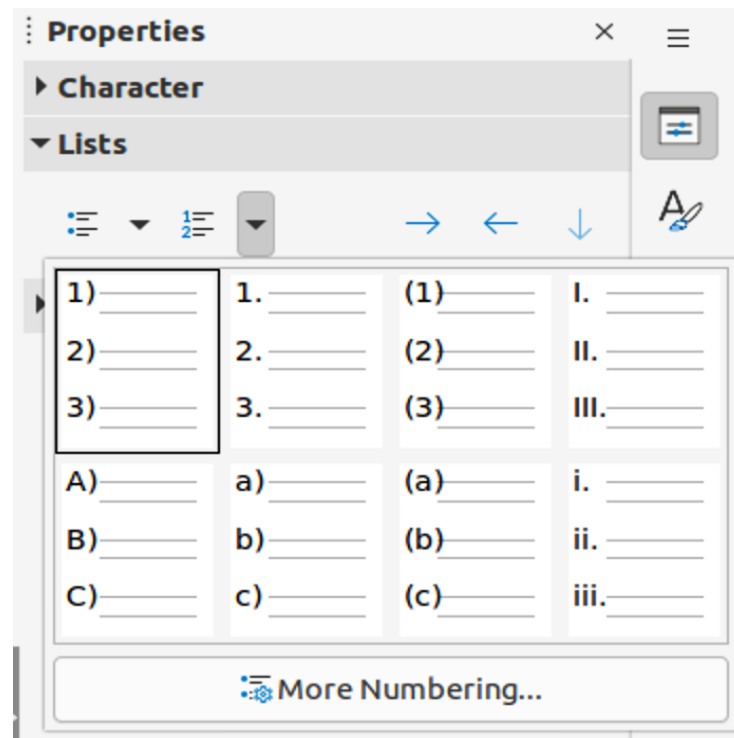 Properties
Character
Lists
1) 1. (1) I.
2) 2. (2) II.
3) 3. (3) III.
A) a) (a) i.
B) b) (b) ii.
C) c) (c) iii.
More Numbering...